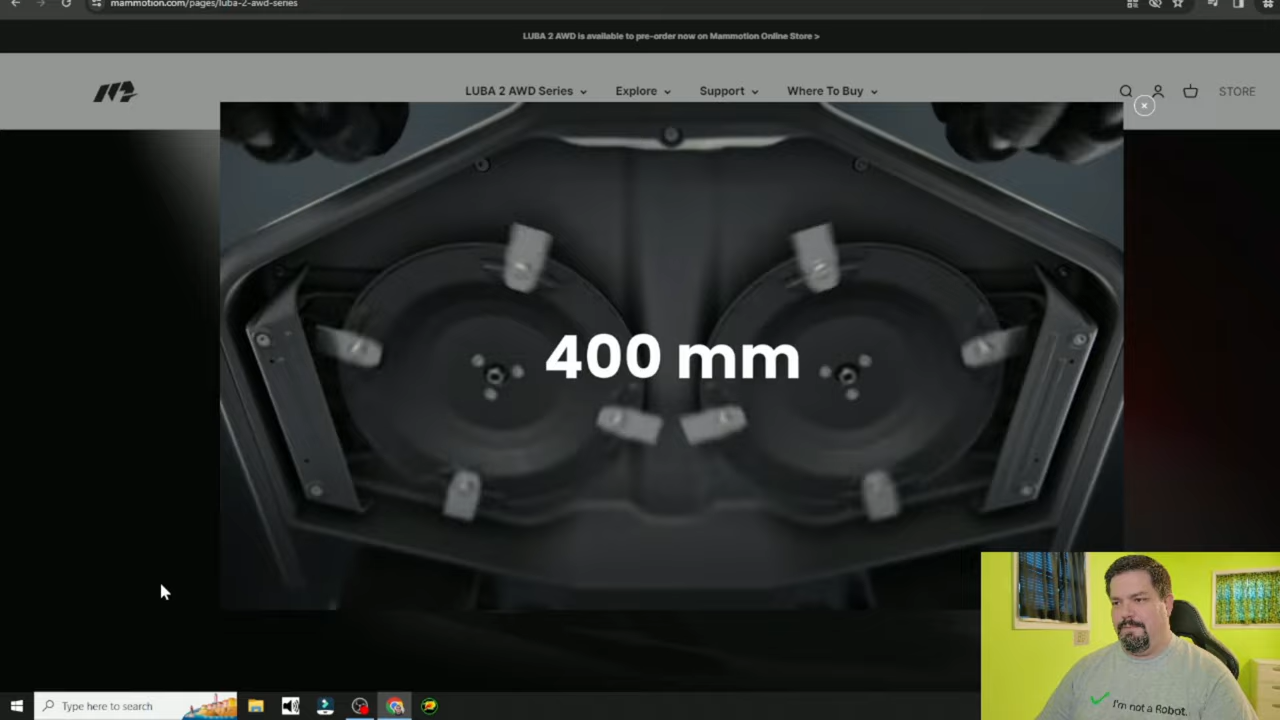 mammotion.com/pages/luba-2-awd-series
LUBA 2 AWD is available to pre-order now on Mammotion Online Store >
LUBA 2 AWD Series
Explore
Support
Where To Buy
STORE
400 mm
I'm not a Robot.
Type here to search